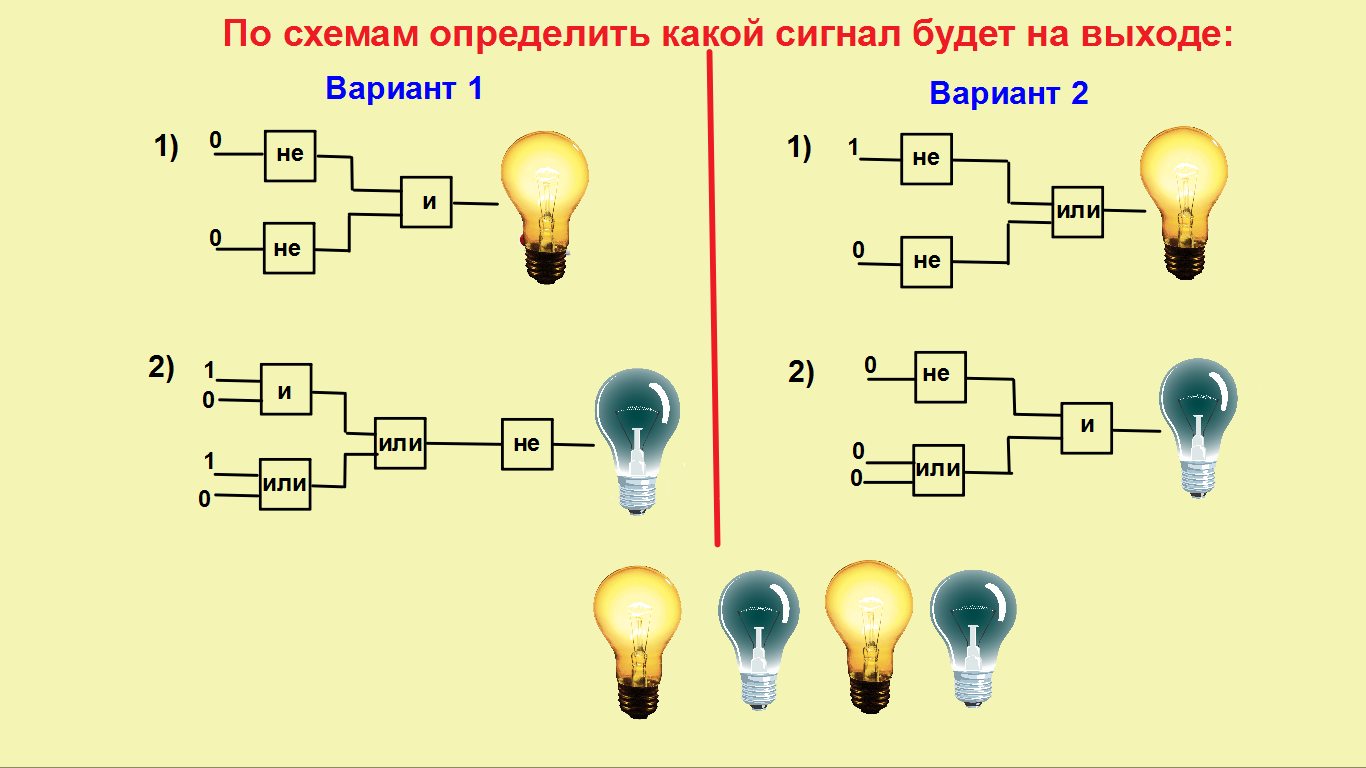 По схемам определить какой сигнал будет на выходе:
Вариант 1
1)
0
не
и
0
не
2)
1
0
и
или
не
1
0
или
Вариант 2
1)
1
не
или
0
не
2)
0
не
и
0
0
или